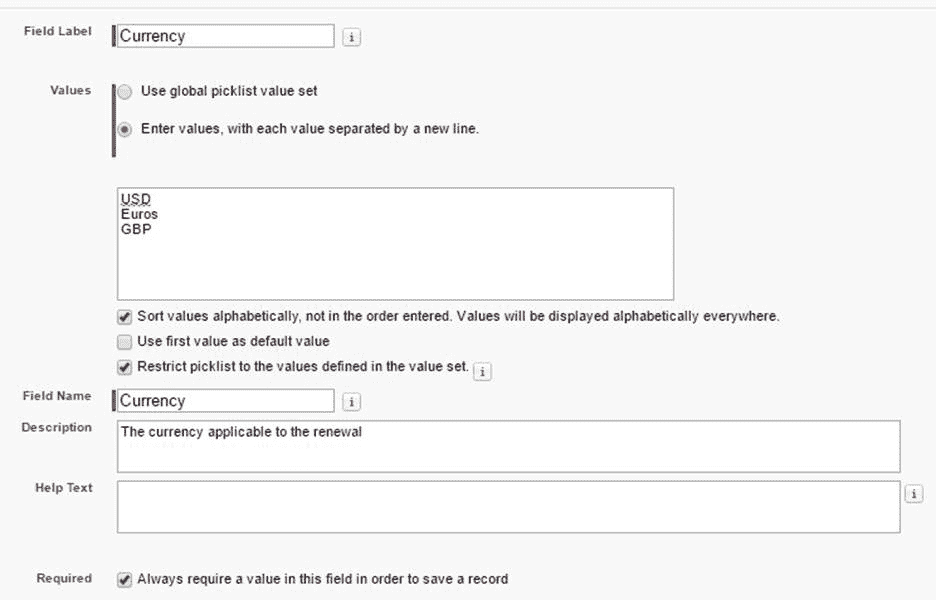 Field Label Currency i
Values Use global picklist value set
Enter values, with each value separated by a new line.
USD
Euros
GBP
Sort values alphabetically, not in the order entered. Values will be displayed alphabetically everywhere.
Use first value as default value
Restrict picklist to the values defined in the value set. i
Field Name Currency i
Description The currency applicable to the renewal
Help Text i
Required Always require a value in this field in order to save a record